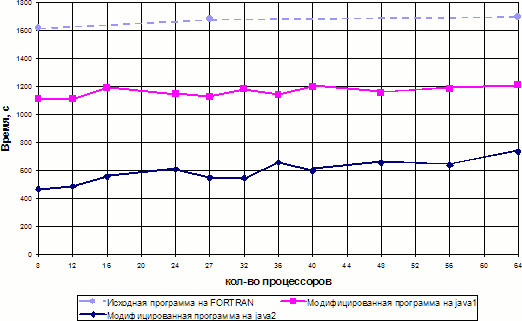 1800
1600
1400
1200
1000
800
600
400
200
0
Время, с
8 12 16 20 24 27 32 36 40 44 48 52 56 60 64
кол-во процессоров
Исходная программа на FORTRAN Модифицированная программа на java1
Модифицированная программа на java2